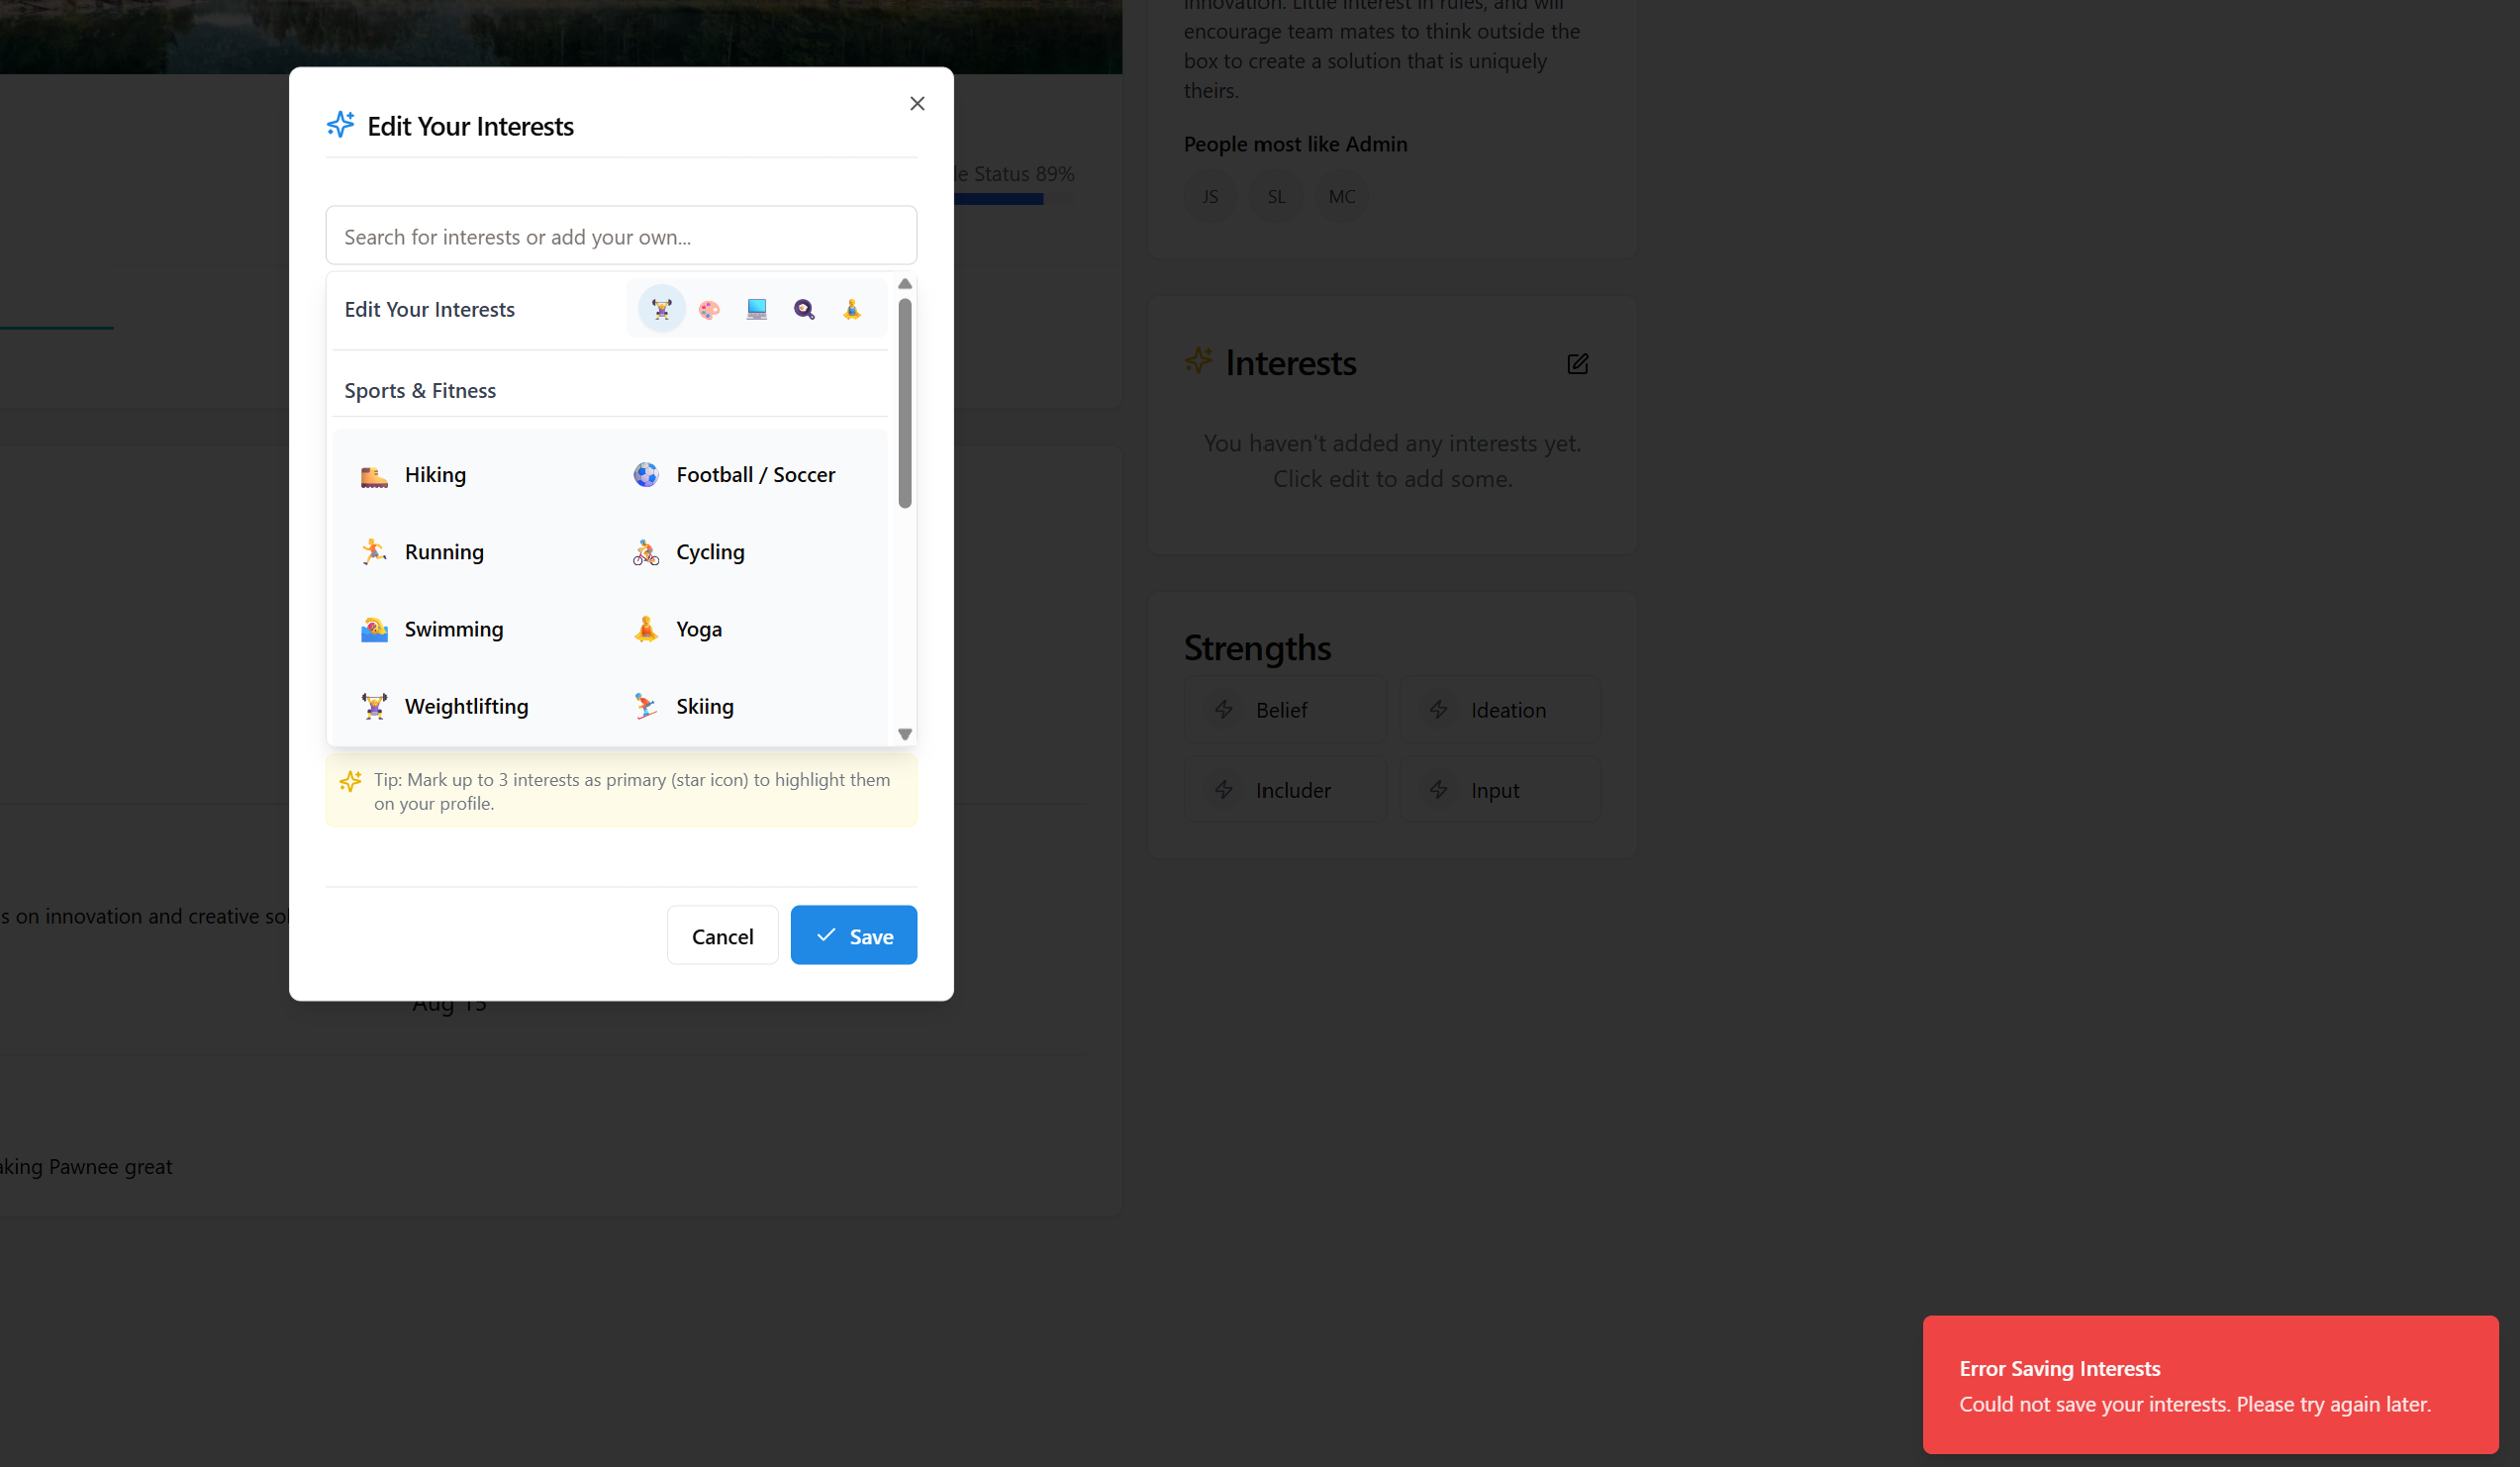 innovation. Little interest in rules, and will
encourage team mates to think outside the
box to create a solution that is uniquely
theirs.
People most like Admin
JS
SL
MC
Edit Your Interests
Status 89%
Search for interests or add your own...
Edit Your Interests
Sports & Fitness
Hiking
Football / Soccer
Running
Cycling
Swimming
Yoga
Weightlifting
Skiing
Tip: Mark up to 3 interests as primary (star icon) to highlight them
on your profile.
Cancel
Save
Interests
You haven't added any interests yet.
Click edit to add some.
Strengths
Belief
Ideation
Includer
Input
s on innovation and creative sol
Aug 15
aking Pawnee great
Error Saving Interests
Could not save your interests. Please try again later.